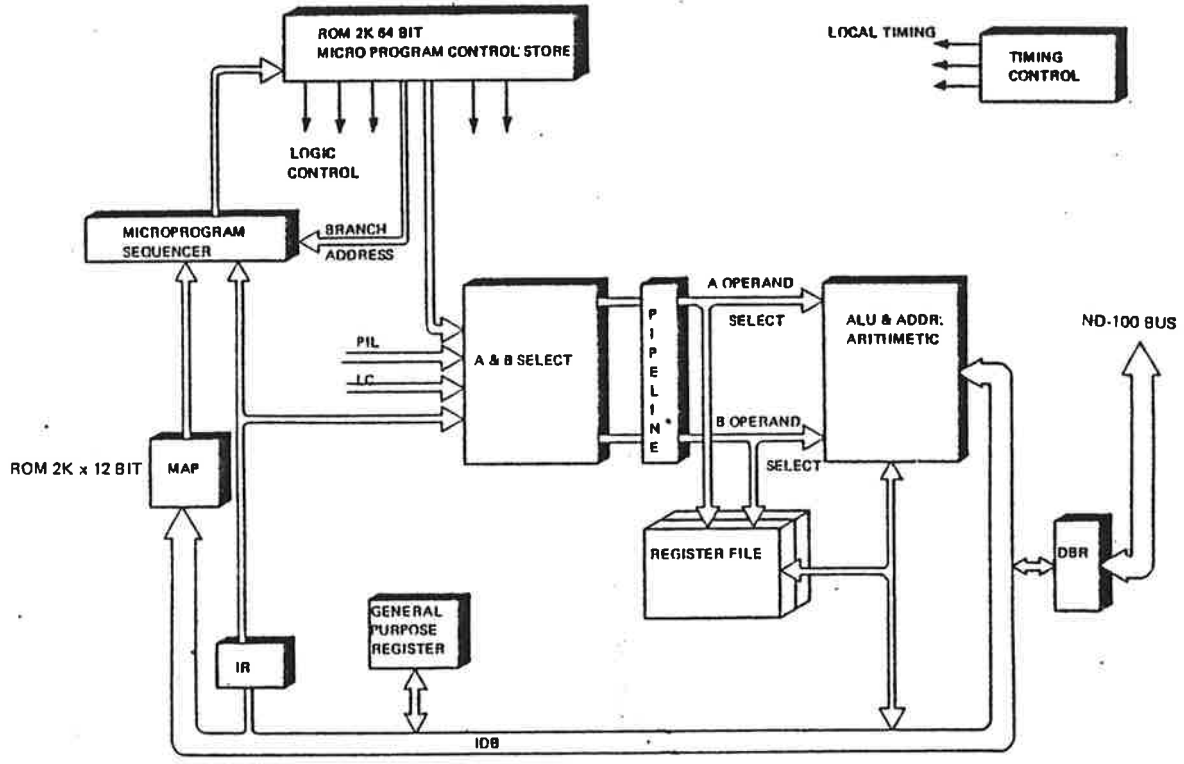 ROM 2K 64 BIT
MICRO PROGRAM CONTROL STORE
LOCAL TIMING
TIMING
CONTROL
LOGIC
CONTROL
MICROPROGRAM
SEQUENCER
BRANCH
ADDRESS
A OPERAND
SELECT
ALU & ADDR.
ARITHMETIC
ND-100 BUS
PIL
A & B SELECT
LC
PIPELINE
B OPERAND
SELECT
ROM 2K x 12 BIT
MAP
REGISTER FILE
DBR
GENERAL
PURPOSE
REGISTER
IR
IDB